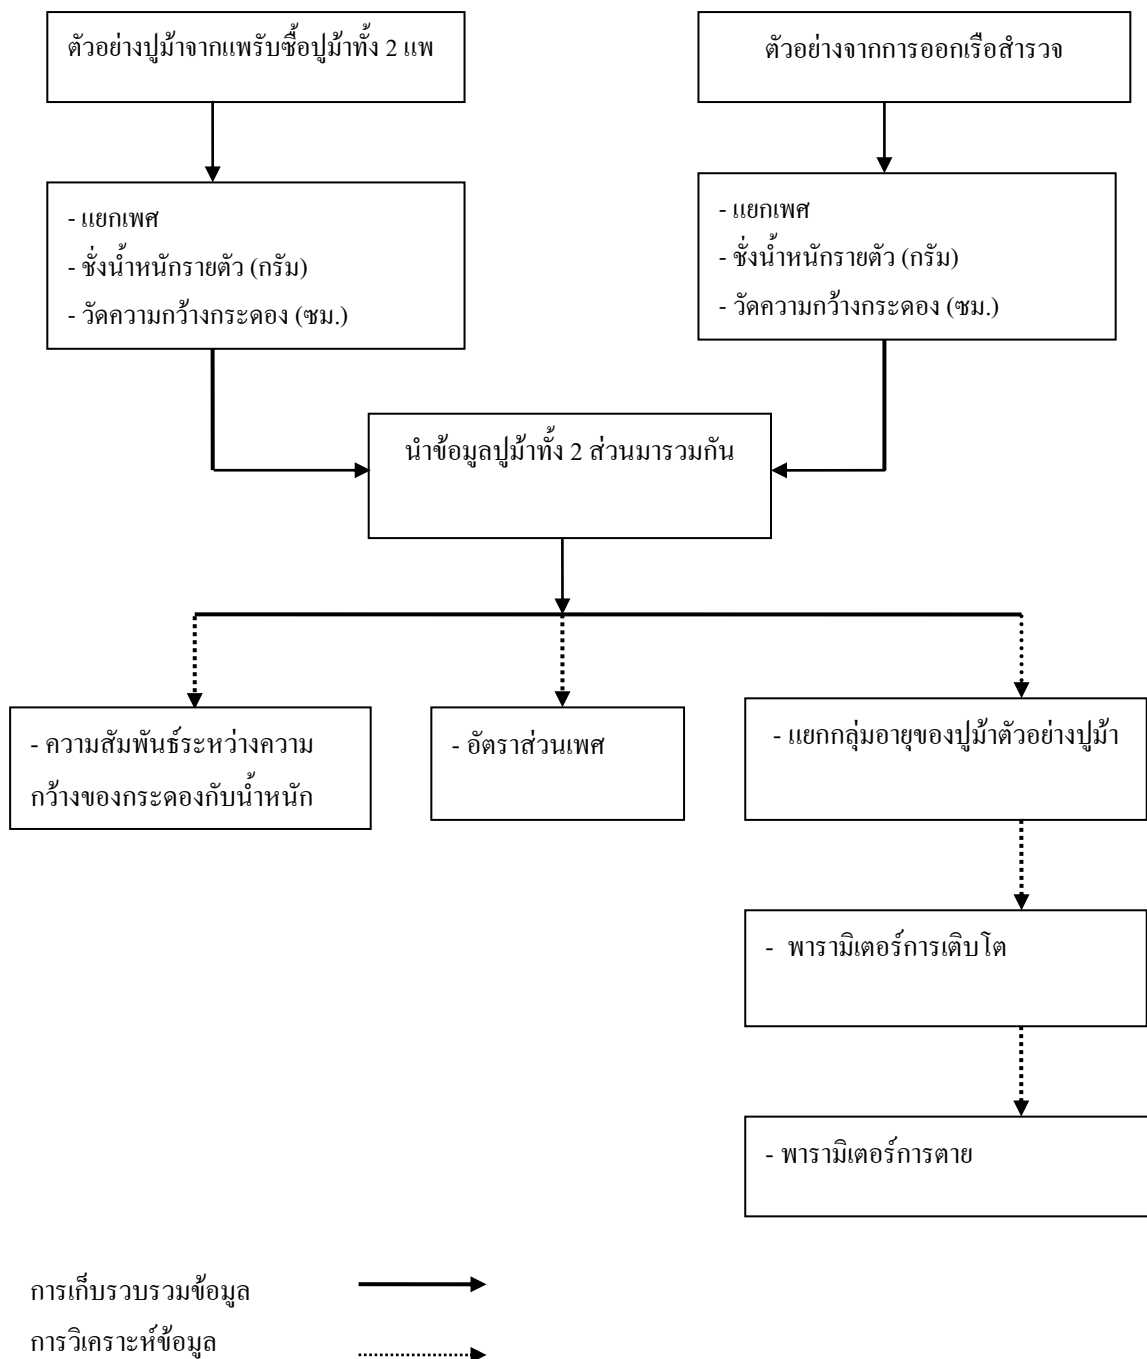 ตัวอย่างปูม้าจากแพรับซื้อปูม้าทั้ง 2 แพ
ตัวอย่างจากการออกเรือสำรวจ
- แยกเพศ
- ชั่งน้ำหนักรายตัว (กรัม)
- วัดความกว้างกระดอง (ซม.)
- แยกเพศ
- ชั่งน้ำหนักรายตัว (กรัม)
- วัดความกว้างกระดอง (ซม.)
นำข้อมูลปูม้าทั้ง 2 ส่วนมารวมกัน
- ความสัมพันธ์ระหว่างความ
กว้างของกระดองกับน้ำหนัก
- อัตราส่วนเพศ
- แยกกลุ่มอายุของปูม้าตัวอย่างปูม้า
- พารามิเตอร์การเติบโต
- พารามิเตอร์การตาย
การเก็บรวบรวมข้อมูล
การวิเคราะห์ข้อมูล